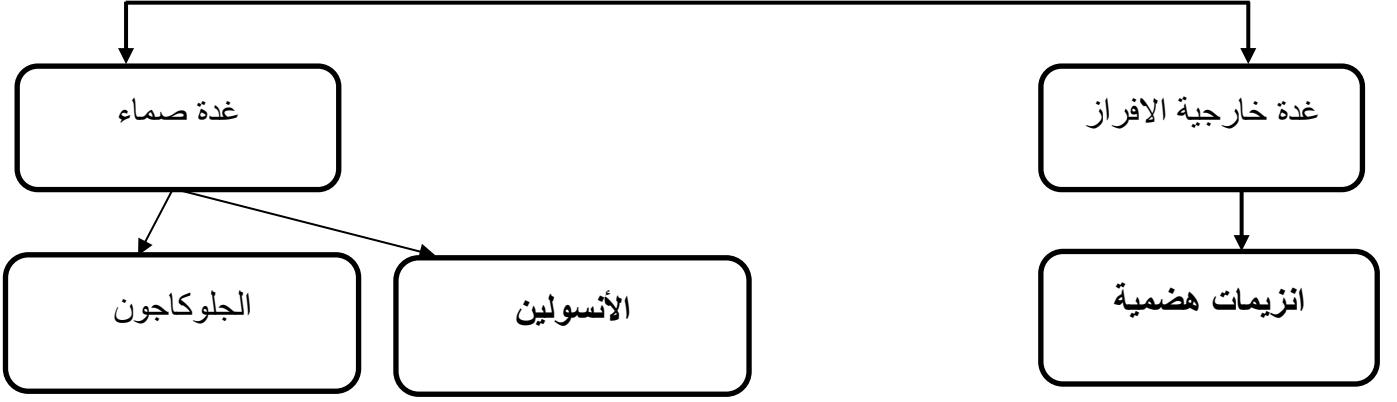 غدة خارجية الافراز
غدة صماء
انزيمات هضمية
الأنسولين
الجلوكاجون